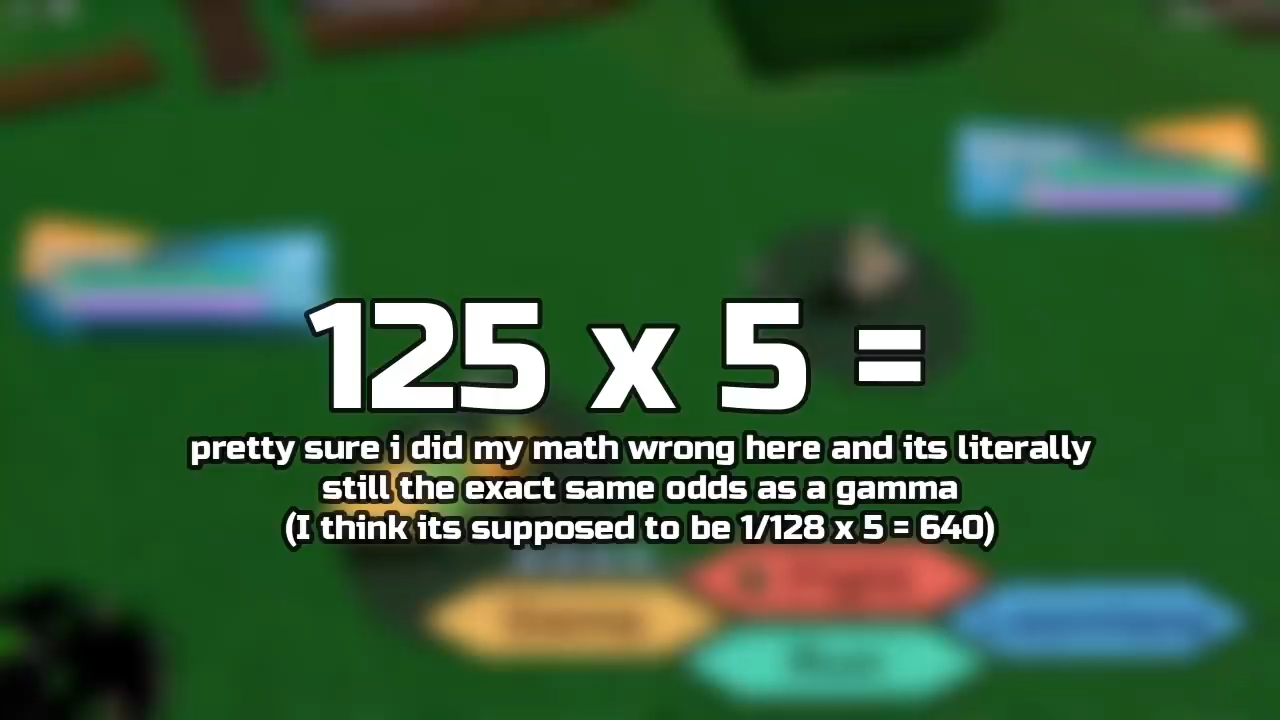 125 x 5 =
pretty sure i did my math wrong here and its literally
still the exact same odds as a gamma
(I think its supposed to be 1/128 x 5 = 640)